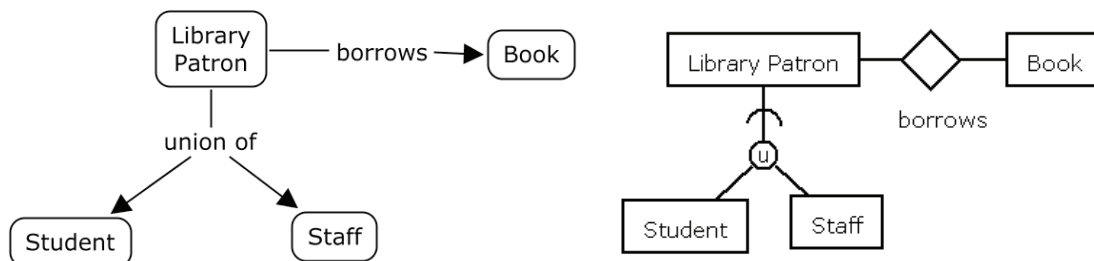 Library
Patron
borrows
Book
union of
Student
Staff
Library Patron
Book
borrows
u
Student
Staff